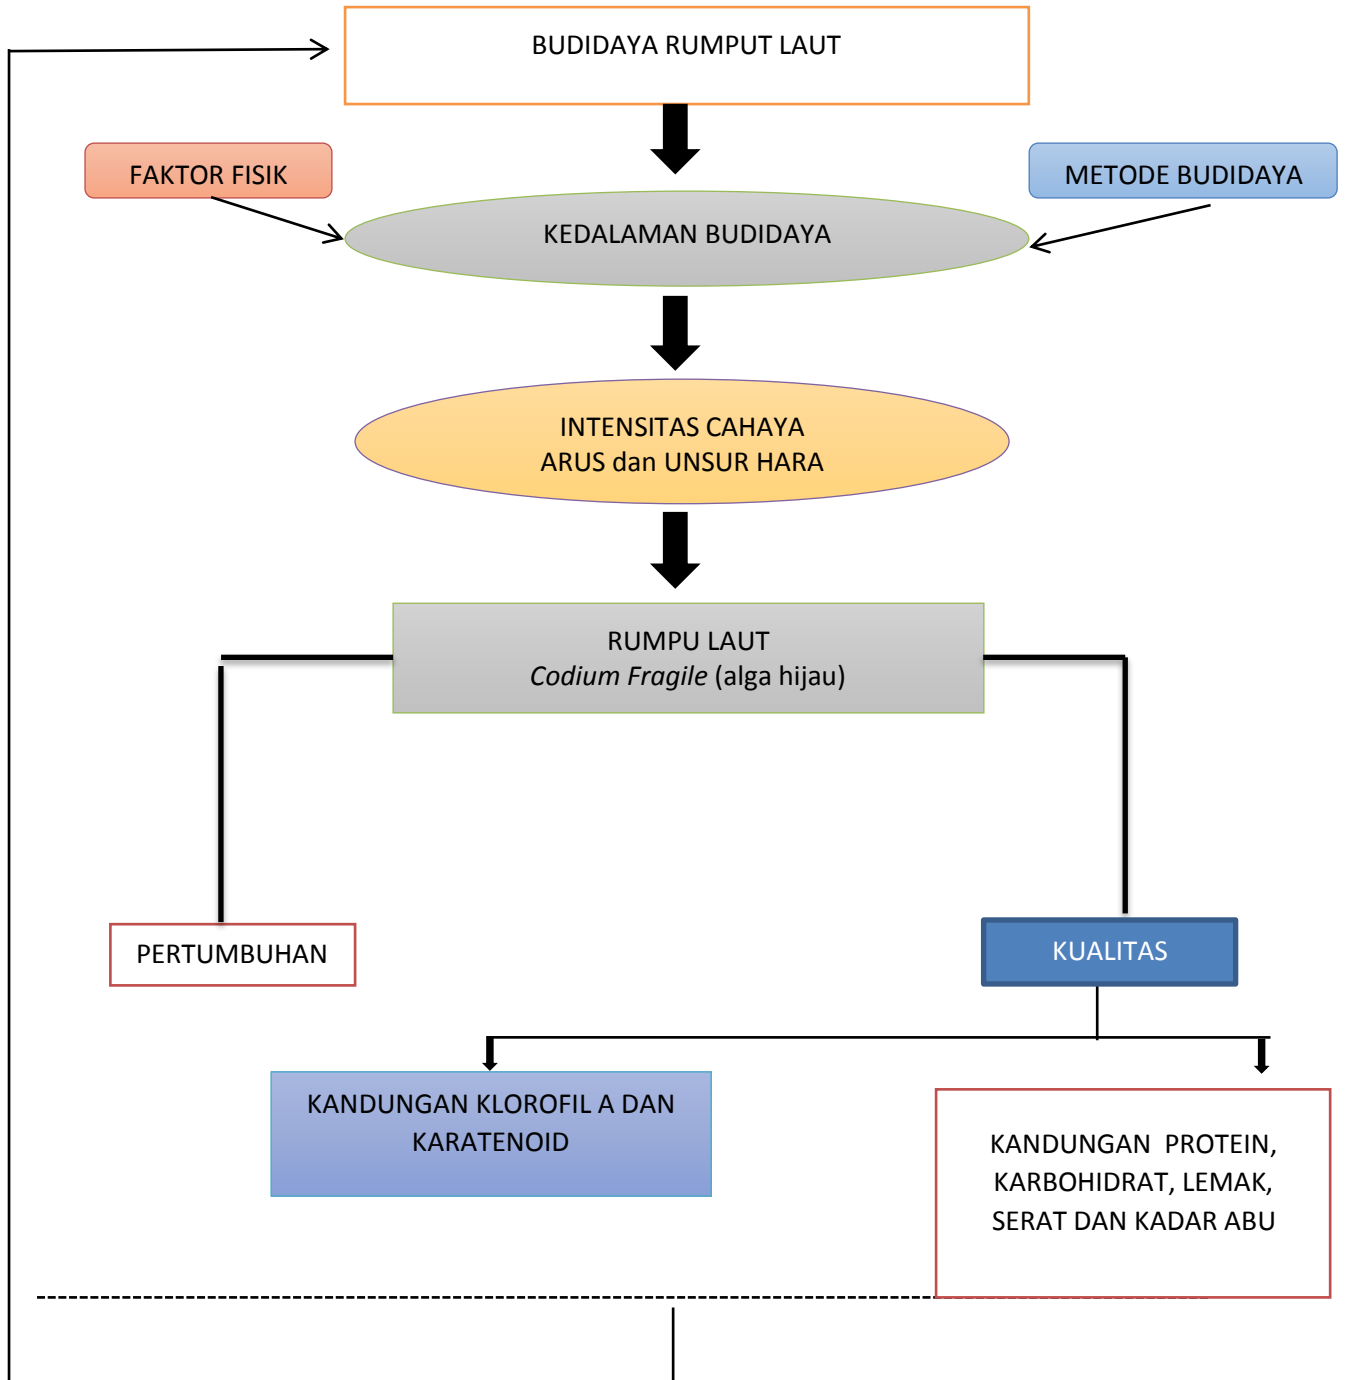 BUDIDAYA RUMPUT LAUT
FAKTOR FISIK
METODE BUDIDAYA
KEDALAMAN BUDIDAYA
INTENSITAS CAHAYA
ARUS dan UNSUR HARA
RUMPU LAUT
Codium Fragile (alga hijau)
PERTUMBUHAN
KUALITAS
KANDUNGAN KLOROFIL A DAN
KARATENOID
KANDUNGAN PROTEIN,
KARBOHIDRAT, LEMAK,
SERAT DAN KADAR ABU